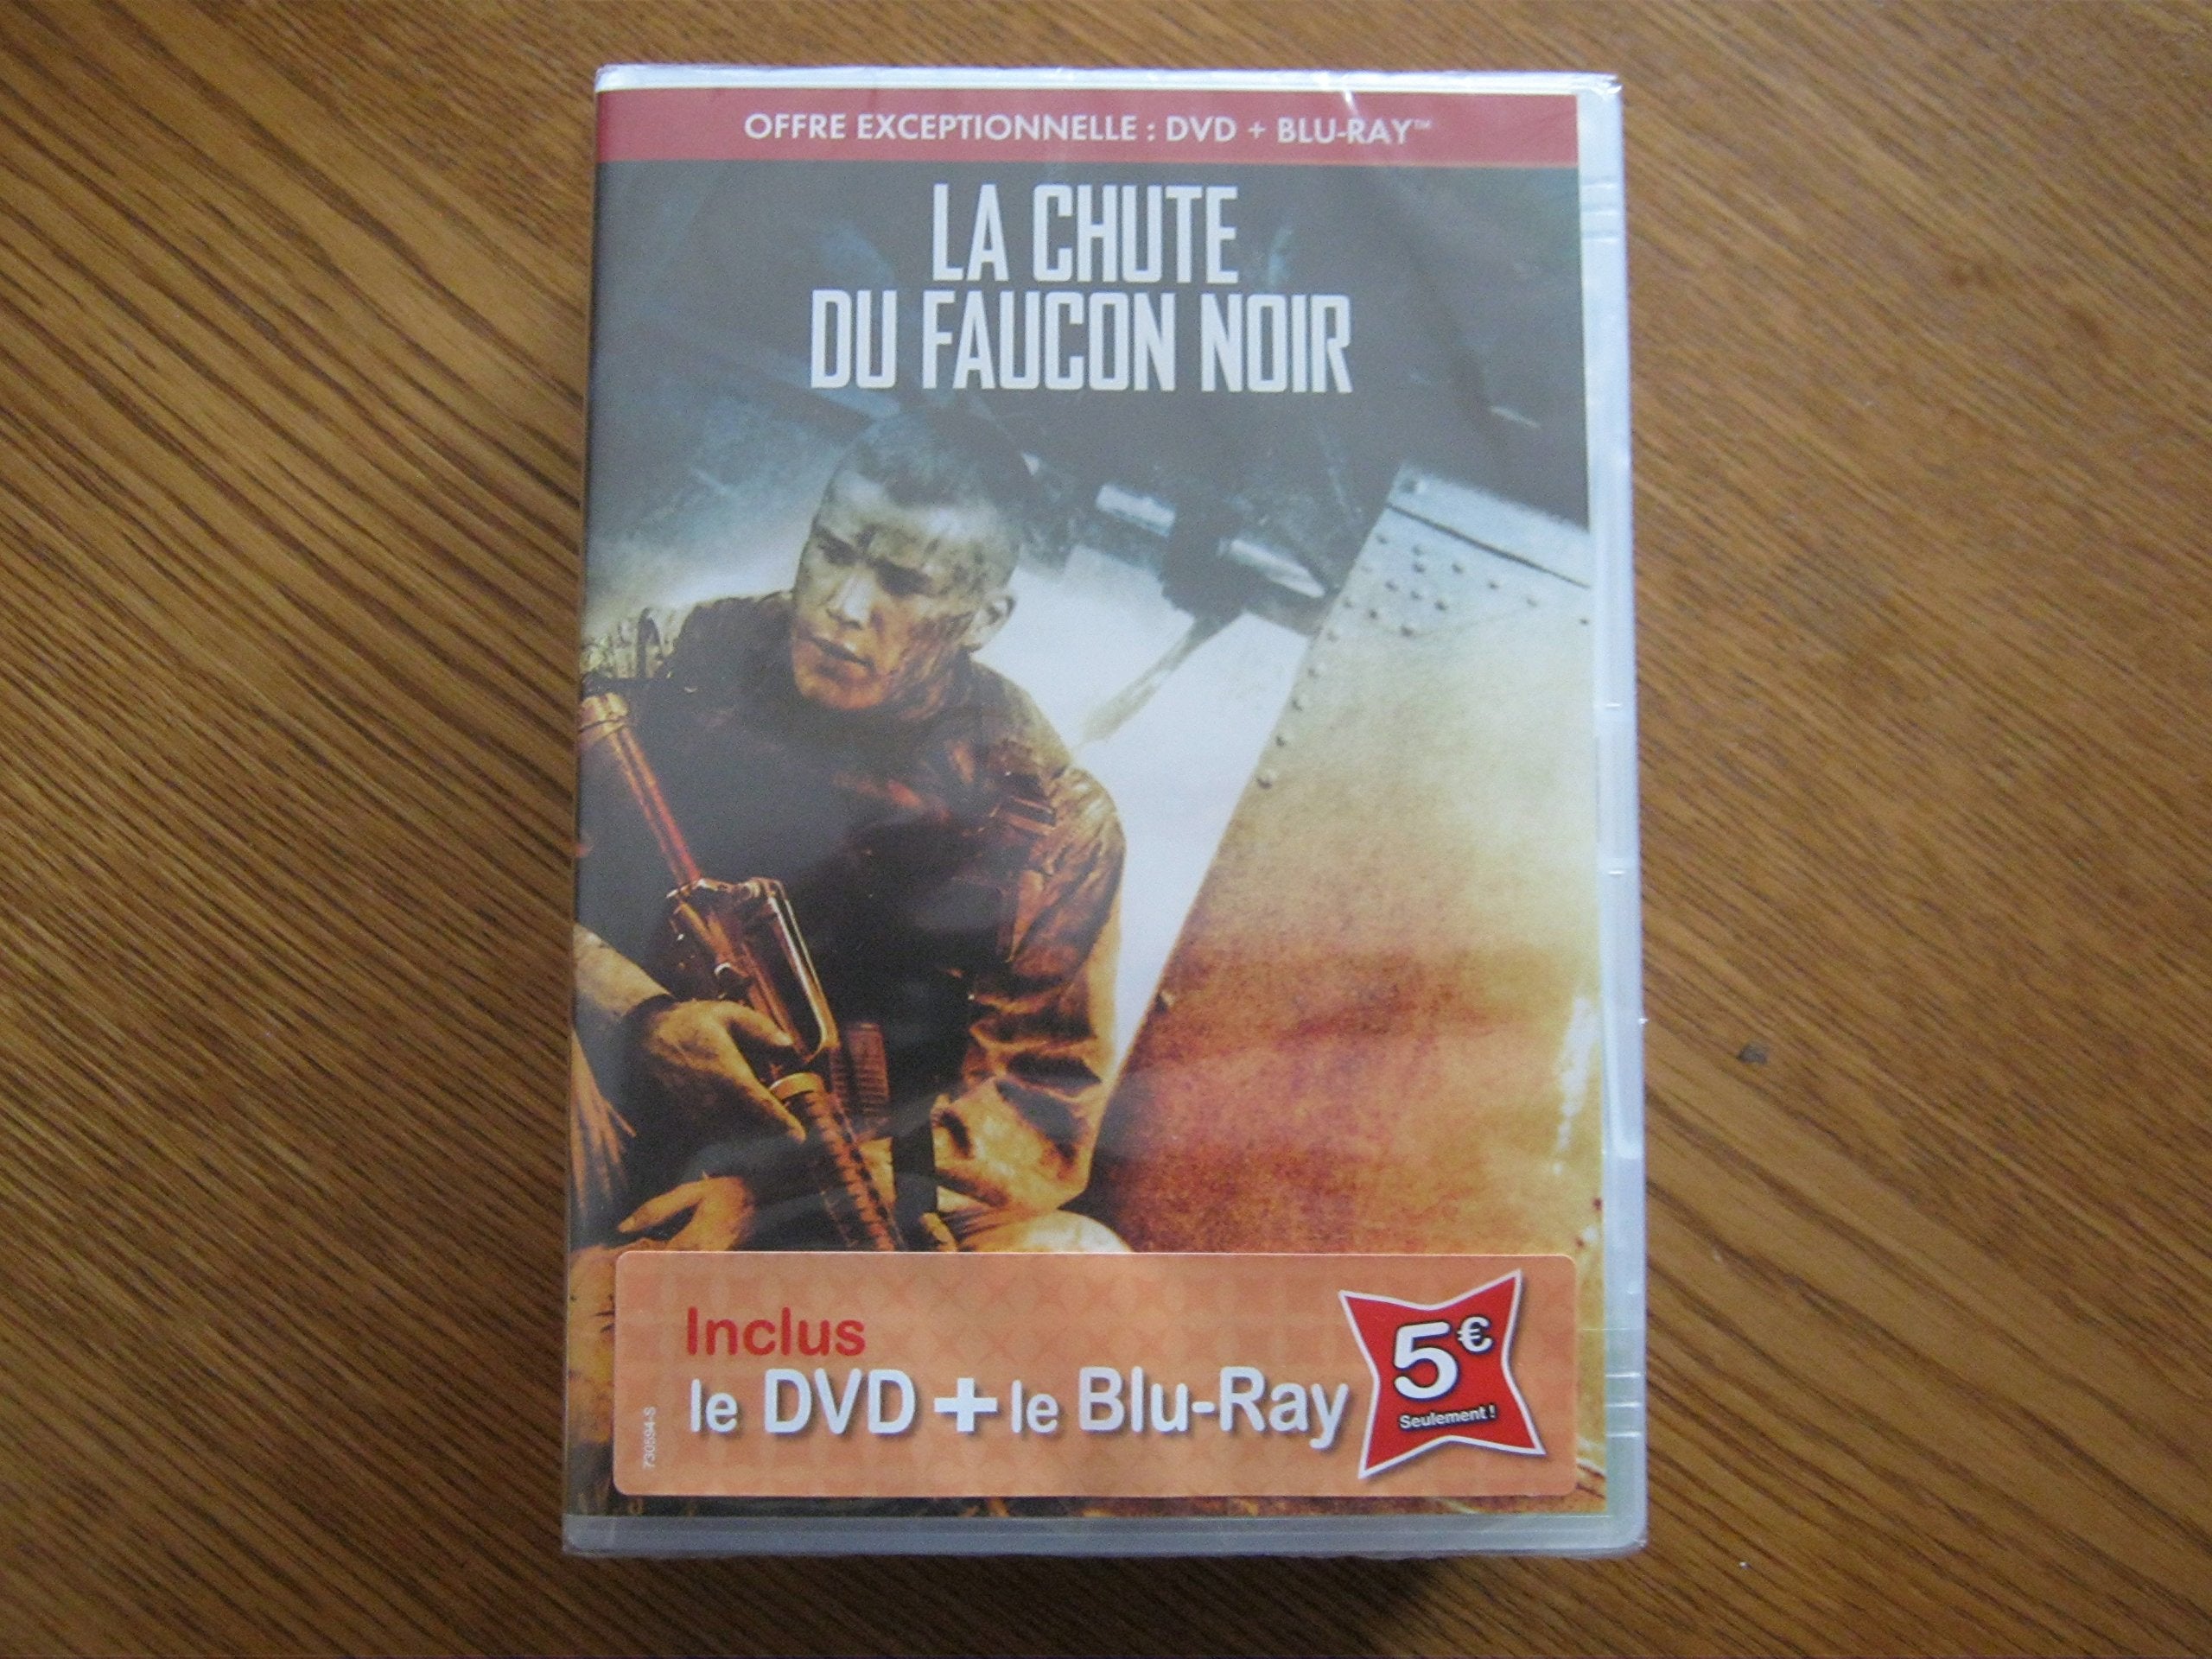 OFFRE EXCEPTIONNELLE : DVD + BLU-RAY™
LA CHUTE
DU FAUCON NOIR
Inclus
le DVD + le Blu-Ray
5€
Seulement !
730594-S